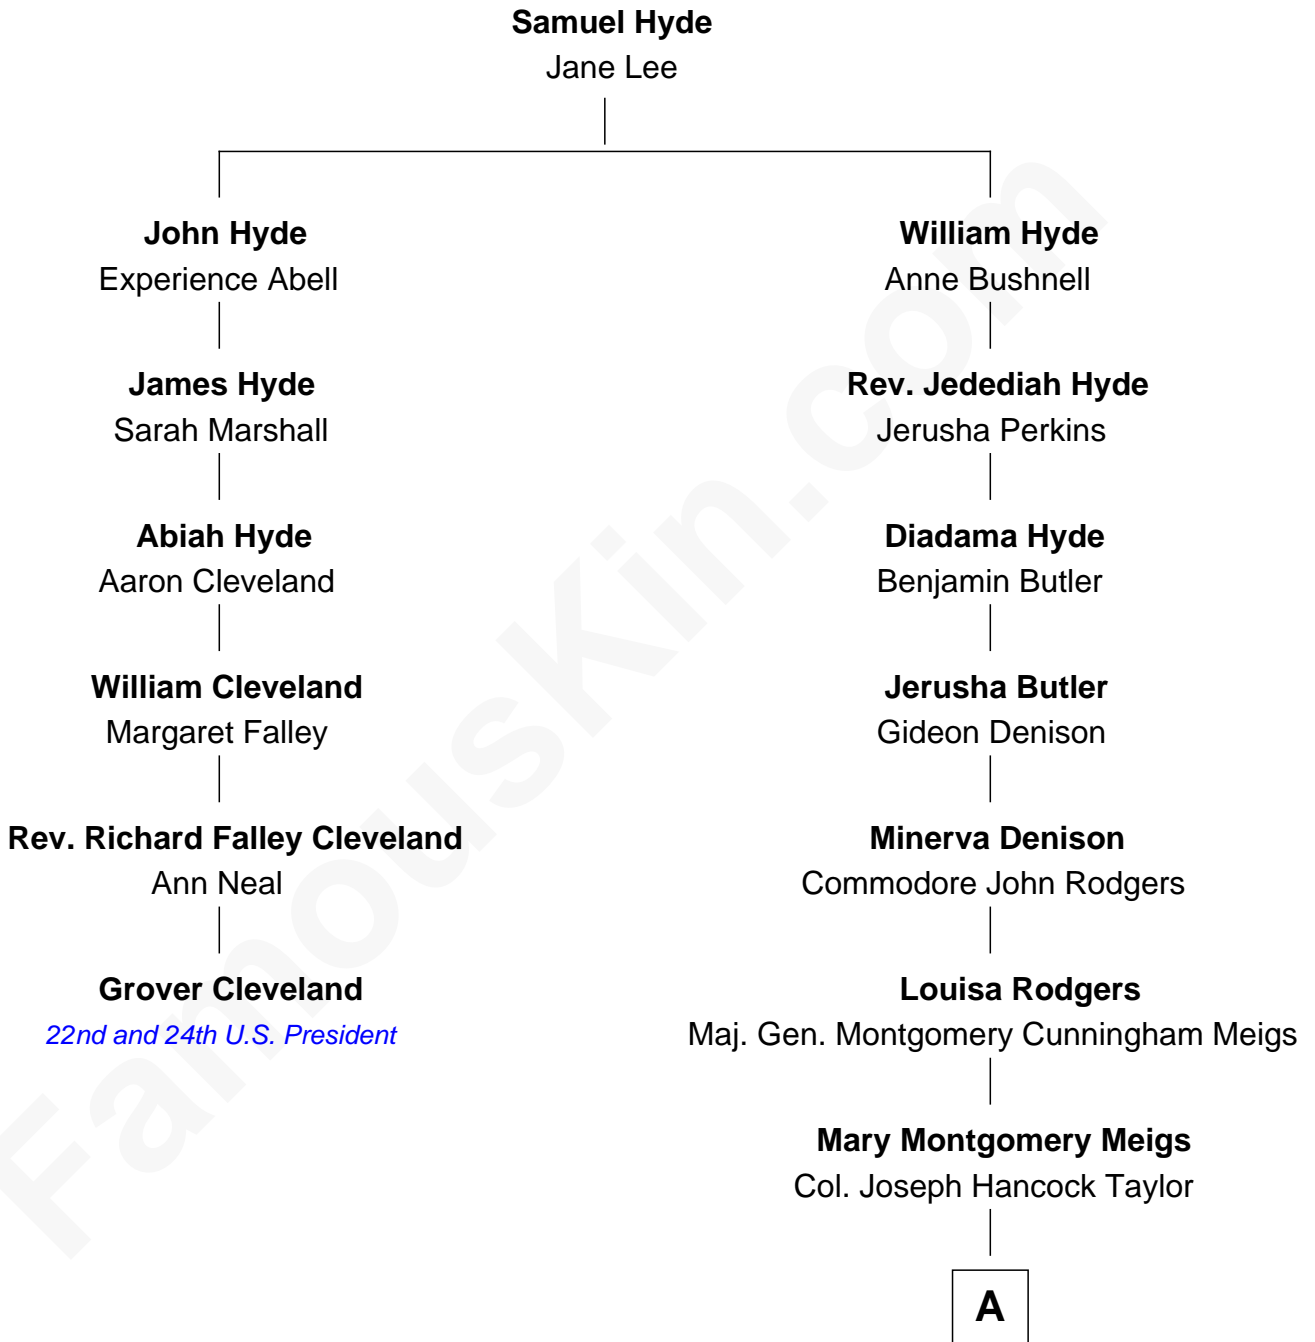 Samuel Hyde
Jane Lee
John Hyde
Experience Abell
William Hyde
Anne Bushnell
James Hyde
Sarah Marshall
Rev. Jedediah Hyde
Jerusha Perkins
Abiah Hyde
Aaron Cleveland
Diadama Hyde
Benjamin Butler
William Cleveland
Margaret Falley
Jerusha Butler
Gideon Denison
Rev. Richard Falley Cleveland
Ann Neal
Minerva Denison
Commodore John Rodgers
Grover Cleveland
22nd and 24th U.S. President
Louisa Rodgers
Maj. Gen. Montgomery Cunningham Meigs
Mary Montgomery Meigs
Col. Joseph Hancock Taylor
A
FamousKin.com